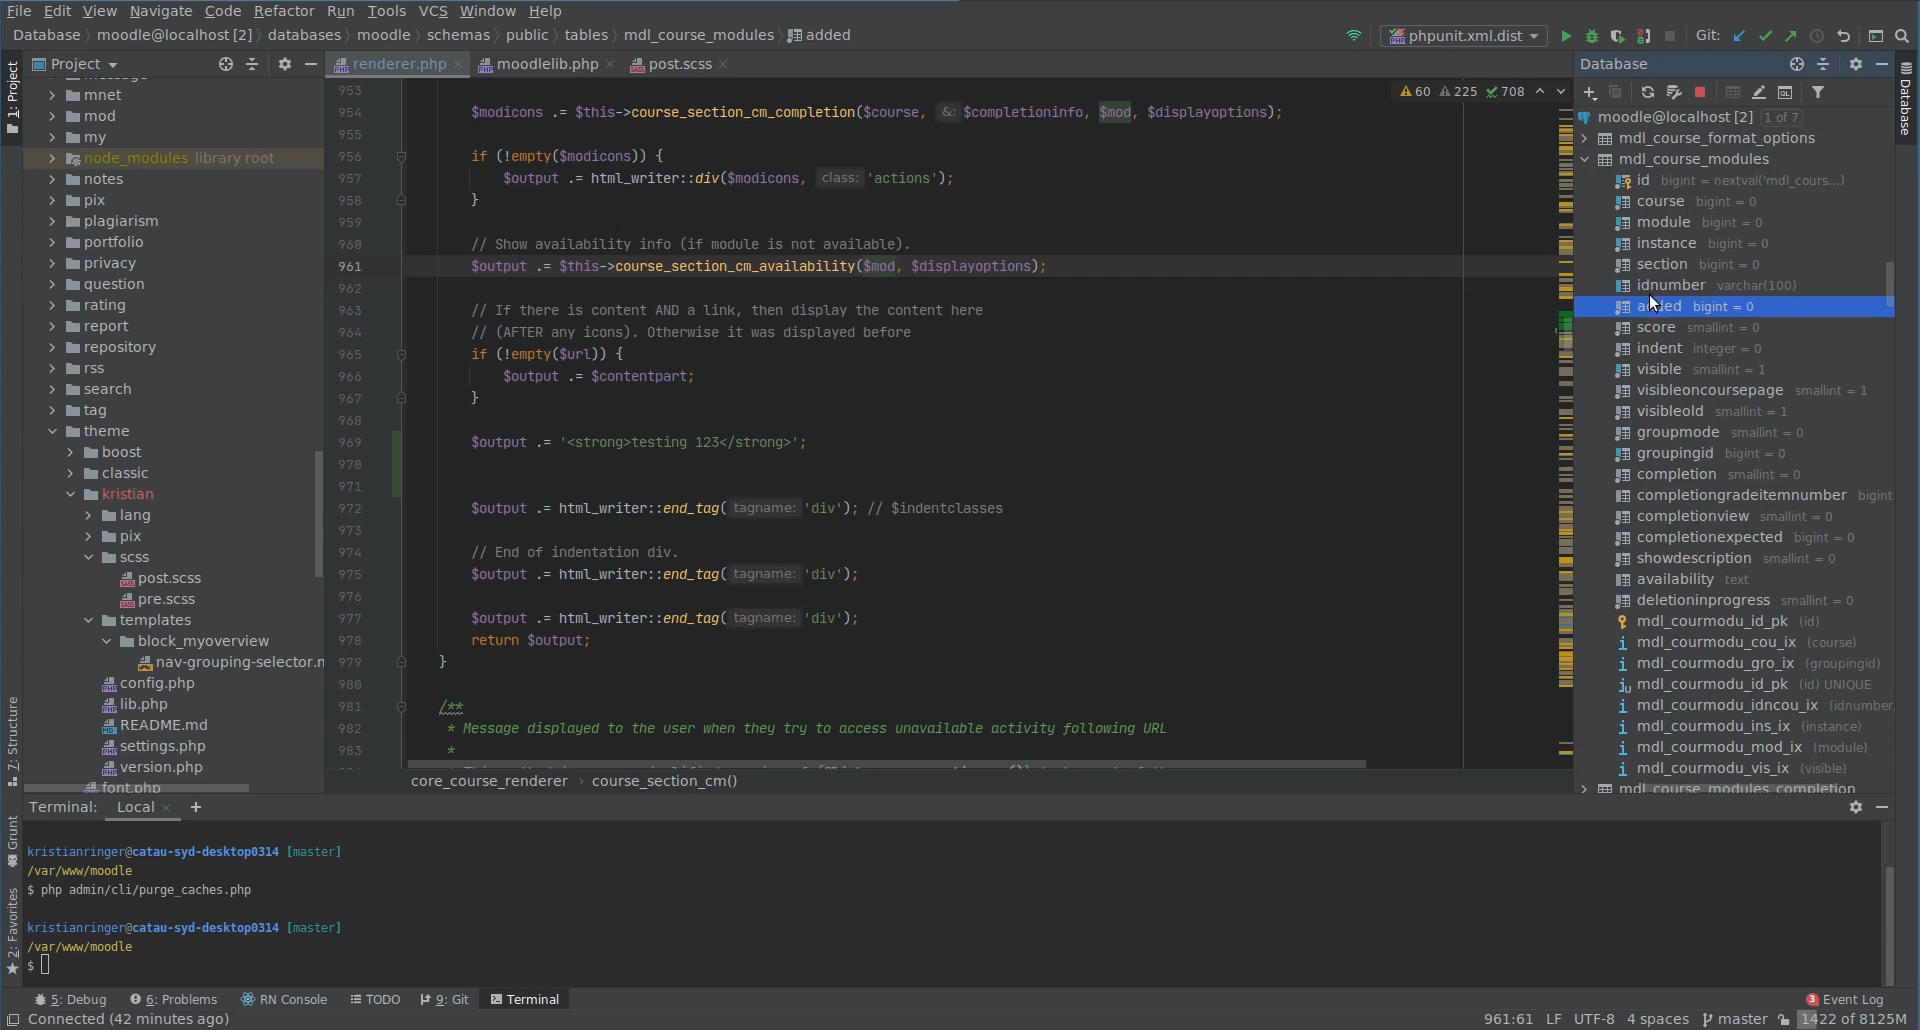 File Edit View Navigate Code Refactor Run Tools VCS Window Help
Database moodle@localhost [2] databases moodle schemas public tables mdl_course_modules added
phpunit.xml.dist Git:
1: Project
Project
mnet
mod
my
node_modules library root
notes
pix
plagiarism
portfolio
privacy
question
rating
report
repository
rss
search
tag
theme
boost
classic
kristian
lang
pix
scss
post.scss
pre.scss
templates
block_myoverview
nav-grouping-selector.m
config.php
lib.php
README.md
settings.php
version.php
font.php
7: Structure
Grunt
2: Favorites
renderer.php moodlelib.php post.scss
60 225 708
953
954 $modicons .= $this->course_section_cm_completion($course, &: $completioninfo, $mod, $displayoptions);
955
956 if (!empty($modicons)) {
957 $output .= html_writer::div($modicons, class: 'actions');
958 }
959
960 // Show availability info (if module is not available).
961 $output .= $this->course_section_cm_availability($mod, $displayoptions);
962
963 // If there is content AND a link, then display the content here
964 // (AFTER any icons). Otherwise it was displayed before
965 if (!empty($url)) {
966 $output .= $contentpart;
967 }
968
969 $output .= '<strong>testing 123</strong>';
970
971
972 $output .= html_writer::end_tag( tagname: 'div'); // $indentclasses
973
974 // End of indentation div.
975 $output .= html_writer::end_tag( tagname: 'div');
976
977 $output .= html_writer::end_tag( tagname: 'div');
978 return $output;
979 }
980
981 /**
982 * Message displayed to the user when they try to access unavailable activity following URL
983 *
core_course_renderer course_section_cm()
Database
Database
moodle@localhost [2] 1 of 7
mdl_course_format_options
mdl_course_modules
id bigint = nextval('mdl_cours...)
course bigint = 0
module bigint = 0
instance bigint = 0
section bigint = 0
idnumber varchar(100)
added bigint = 0
score smallint = 0
indent integer = 0
visible smallint = 1
visibleoncoursepage smallint = 1
visibleold smallint = 1
groupmode smallint = 0
groupingid bigint = 0
completion smallint = 0
completiongradeitemnumber bigint
completionview smallint = 0
completionexpected bigint = 0
showdescription smallint = 0
availability text
deletioninprogress smallint = 0
mdl_courmodu_id_pk (id)
mdl_courmodu_cou_ix (course)
mdl_courmodu_gro_ix (groupingid)
mdl_courmodu_id_pk (id) UNIQUE
mdl_courmodu_idncou_ix (idnumber,
mdl_courmodu_ins_ix (instance)
mdl_courmodu_mod_ix (module)
mdl_courmodu_vis_ix (visible)
mdl_course_modules_completion
Terminal: Local
kristianringer@catau-syd-desktop0314 [master]
/var/www/moodle
$ php admin/cli/purge_caches.php
kristianringer@catau-syd-desktop0314 [master]
/var/www/moodle
$
5: Debug 6: Problems RN Console TODO 9: Git Terminal 3 Event Log
Connected (42 minutes ago) 961:61 LF UTF-8 4 spaces master 1422 of 8125M